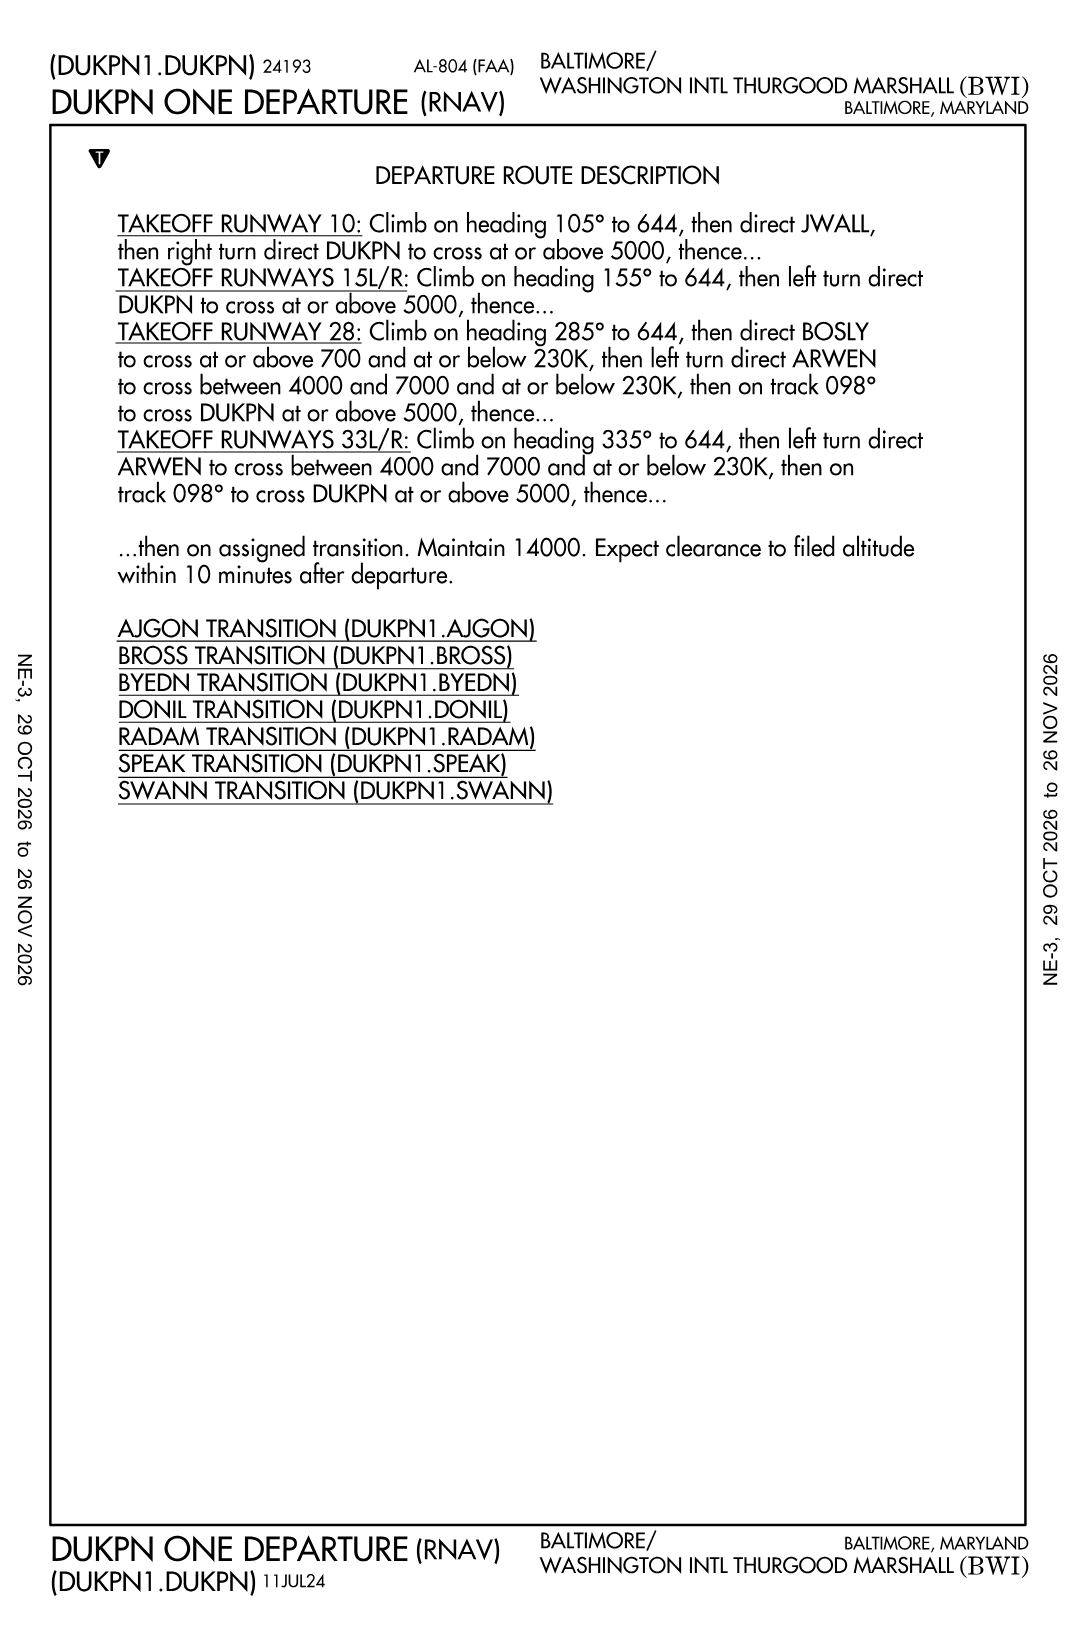 (DUKPN1.DUKPN) 24193
AL-804 (FAA)
BALTIMORE/
WASHINGTON INTL THURGOOD MARSHALL (BWI)
DUKPN ONE DEPARTURE (RNAV)
BALTIMORE, MARYLAND
T
DEPARTURE ROUTE DESCRIPTION
TAKEOFF RUNWAY 10: Climb on heading 105° to 644, then direct JWALL,
then right turn direct DUKPN to cross at or above 5000, thence...
TAKEOFF RUNWAYS 15L/R: Climb on heading 155° to 644, then left turn direct
DUKPN to cross at or above 5000, thence...
TAKEOFF RUNWAY 28: Climb on heading 285° to 644, then direct BOSLY
to cross at or above 700 and at or below 230K, then left turn direct ARWEN
to cross between 4000 and 7000 and at or below 230K, then on track 098°
to cross DUKPN at or above 5000, thence...
TAKEOFF RUNWAYS 33L/R: Climb on heading 335° to 644, then left turn direct
ARWEN to cross between 4000 and 7000 and at or below 230K, then on
track 098° to cross DUKPN at or above 5000, thence...
...then on assigned transition. Maintain 14000. Expect clearance to filed altitude
within 10 minutes after departure.
AJGON TRANSITION (DUKPN1.AJGON)
BROSS TRANSITION (DUKPN1.BROSS)
BYEDN TRANSITION (DUKPN1.BYEDN)
DONIL TRANSITION (DUKPN1.DONIL)
RADAM TRANSITION (DUKPN1.RADAM)
SPEAK TRANSITION (DUKPN1.SPEAK)
SWANN TRANSITION (DUKPN1.SWANN)
NE-3, 29 OCT 2026 to 26 NOV 2026
NE-3, 29 OCT 2026 to 26 NOV 2026
DUKPN ONE DEPARTURE (RNAV)
(DUKPN1.DUKPN) 11JUL24
BALTIMORE/
BALTIMORE, MARYLAND
WASHINGTON INTL THURGOOD MARSHALL (BWI)